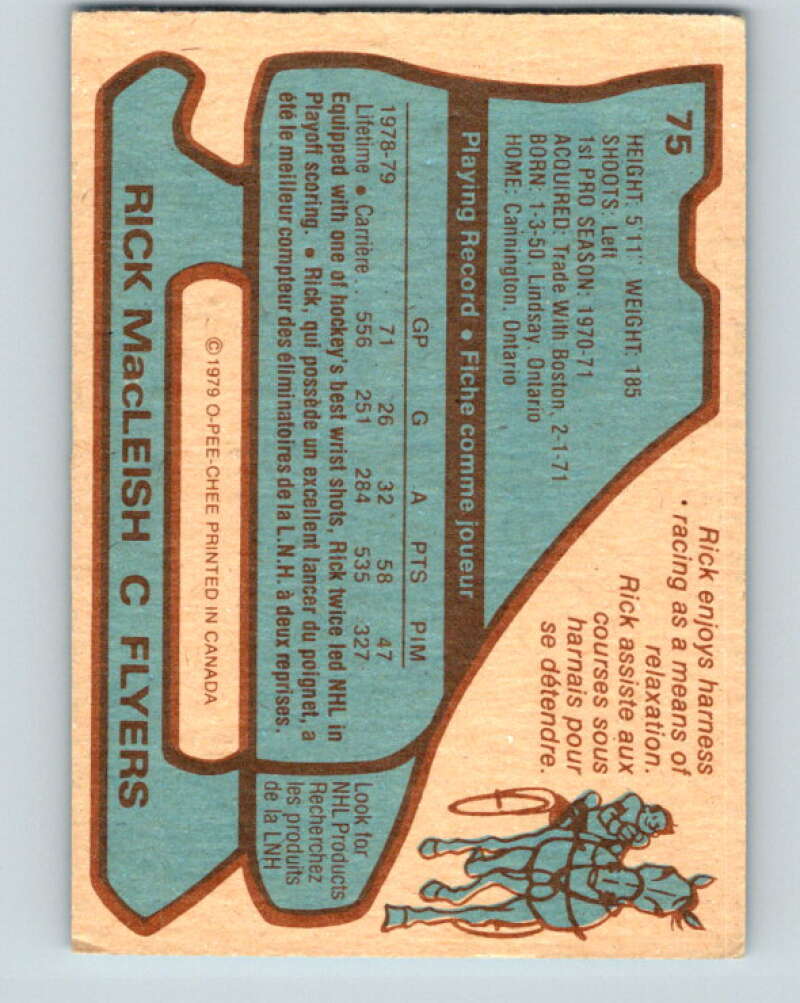 75
HEIGHT: 5'11" WEIGHT: 185
SHOOTS: Left
1st PRO SEASON: 1970-71
ACQUIRED: Trade With Boston, 2-1-71
BORN: 1-3-50, Lindsay, Ontario
HOME: Cannington, Ontario
Rick enjoys harness
• racing as a means of
relaxation.
Rick assiste aux
courses sous
harnais pour
se détendre.
Playing Record • Fiche comme joueur
GP G A PTS PIM
1978-79 71 26 32 58 47
Lifetime • Carrière .. 556 251 284 535 327
Equipped with one of hockey's best wrist shots, Rick twice led NHL in
Playoff scoring. • Rick, qui possède un excellent lancer du poignet, a
été le meilleur compteur des éliminatoires de la L.N.H. à deux reprises.
Look for
NHL Products
Recherchez
les produits
de la LNH
©1979 O-PEE-CHEE PRINTED IN CANADA
RICK MacLEISH C FLYERS